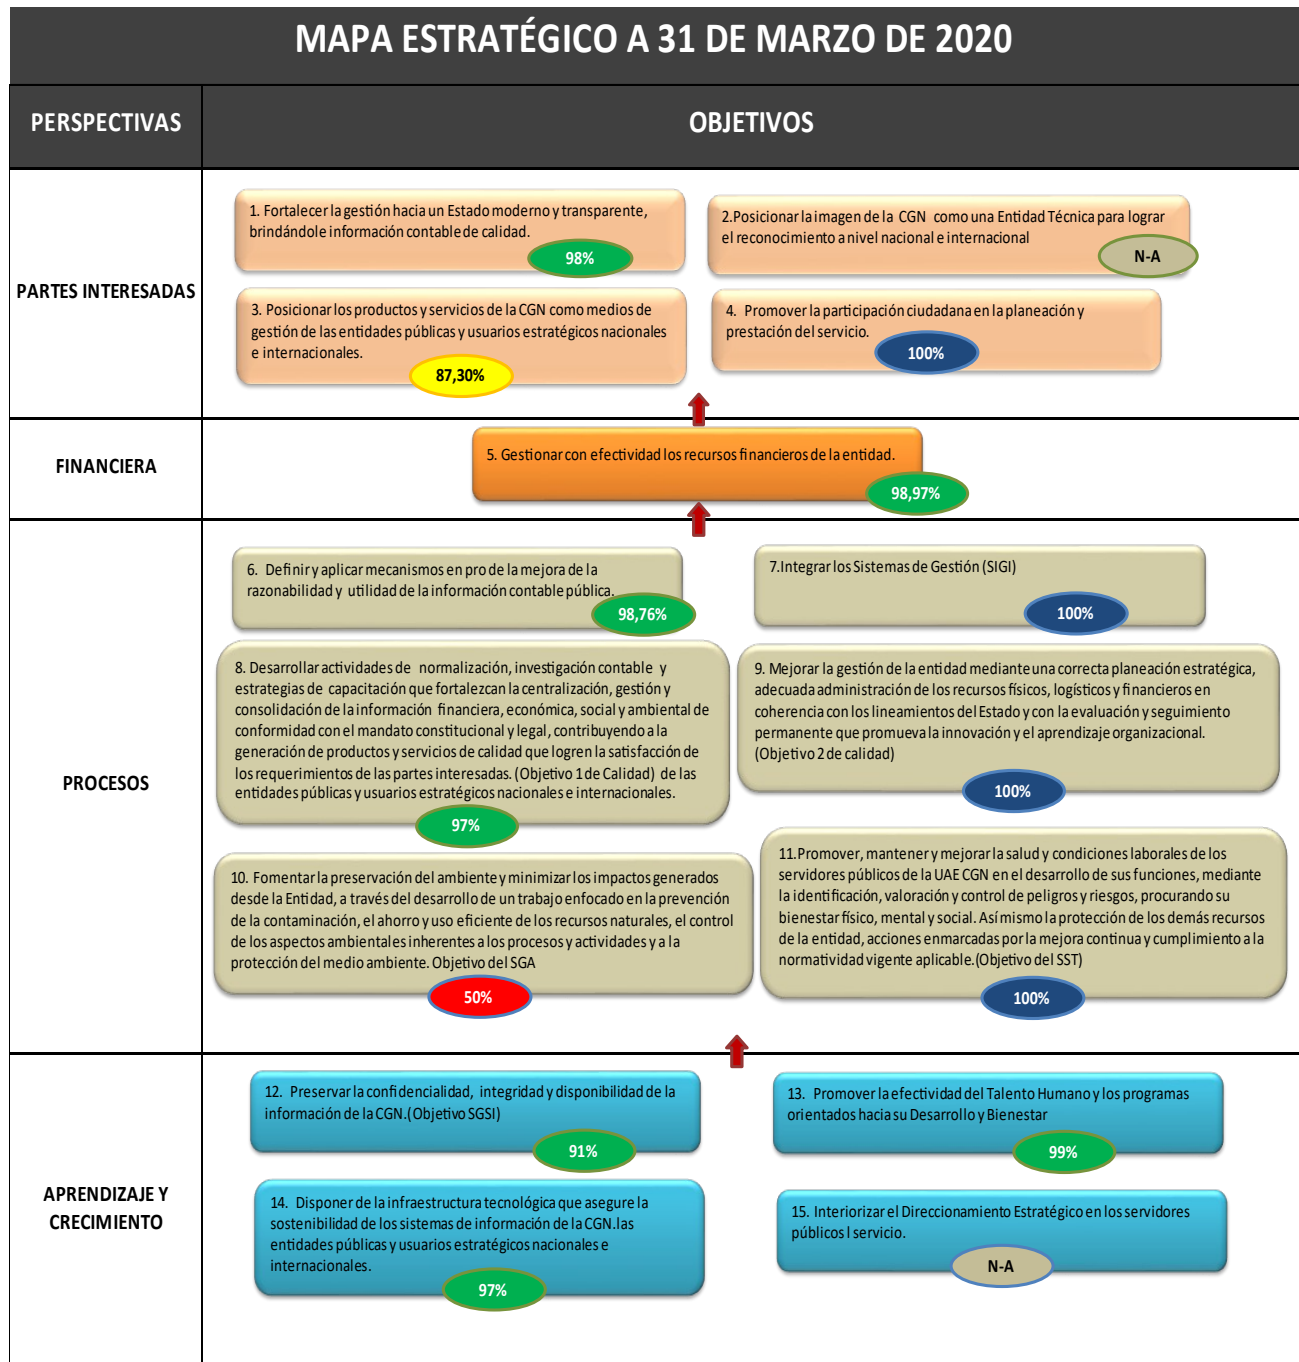 MAPA ESTRATÉGICO A 31 DE MARZO DE 2020
PERSPECTIVAS
OBJETIVOS
PARTES INTERESADAS
1. Fortalecer la gestión hacia un Estado moderno y transparente,
brindándole información contable de calidad.
98%
2.Posicionar la imagen de la CGN como una Entidad Técnica para lograr
el reconocimiento a nivel nacional e internacional
N-A
3. Posicionar los productos y servicios de la CGN como medios de
gestión de las entidades públicas y usuarios estratégicos nacionales
e internacionales.
87,30%
4. Promover la participación ciudadana en la planeación y
prestación del servicio.
100%
FINANCIERA
5. Gestionar con efectividad los recursos financieros de la entidad.
98,97%
PROCESOS
6. Definir y aplicar mecanismos en pro de la mejora de la
razonabilidad y utilidad de la información contable pública.
98,76%
7.Integrar los Sistemas de Gestión (SIGI)
100%
8. Desarrollar actividades de normalización, investigación contable y
estrategias de capacitación que fortalezcan la centralización, gestión y
consolidación de la información financiera, económica, social y ambiental de
conformidad con el mandato constitucional y legal, contribuyendo a la
generación de productos y servicios de calidad que logren la satisfacción de
los requerimientos de las partes interesadas. (Objetivo 1 de Calidad) de las
entidades públicas y usuarios estratégicos nacionales e internacionales.
97%
9. Mejorar la gestión de la entidad mediante una correcta planeación estratégica,
adecuada administración de los recursos físicos, logísticos y financieros en
coherencia con los lineamientos del Estado y con la evaluación y seguimiento
permanente que promueva la innovación y el aprendizaje organizacional.
(Objetivo 2 de calidad)
100%
10. Fomentar la preservación del ambiente y minimizar los impactos generados
desde la Entidad, a través del desarrollo de un trabajo enfocado en la prevención
de la contaminación, el ahorro y uso eficiente de los recursos naturales, el control
de los aspectos ambientales inherentes a los procesos y actividades y a la
protección del medio ambiente. Objetivo del SGA
50%
11.Promover, mantener y mejorar la salud y condiciones laborales de los
servidores públicos de la UAE CGN en el desarrollo de sus funciones, mediante
la identificación, valoración y control de peligros y riesgos, procurando su
bienestar físico, mental y social. Así mismo la protección de los demás recursos
de la entidad, acciones enmarcadas por la mejora continua y cumplimiento a la
normatividad vigente aplicable.(Objetivo del SST)
100%
APRENDIZAJE Y
CRECIMIENTO
12. Preservar la confidencialidad, integridad y disponibilidad de la
información de la CGN.(Objetivo SGSI)
91%
13. Promover la efectividad del Talento Humano y los programas
orientados hacia su Desarrollo y Bienestar
99%
14. Disponer de la infraestructura tecnológica que asegure la
sostenibilidad de los sistemas de información de la CGN.las
entidades públicas y usuarios estratégicos nacionales e
internacionales.
97%
15. Interiorizar el Direccionamiento Estratégico en los servidores
públicos l servicio.
N-A